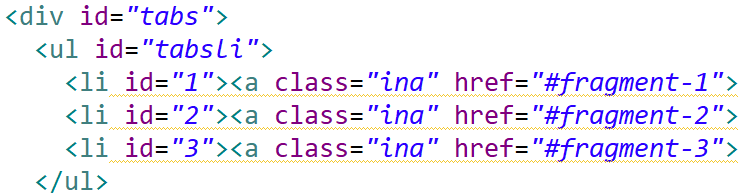 <div id="tabs">
<ul id="tabsli">
<li id="1"><a class="ina" href="#fragment-1">
<li id="2"><a class="ina" href="#fragment-2">
<li id="3"><a class="ina" href="#fragment-3">
</ul>